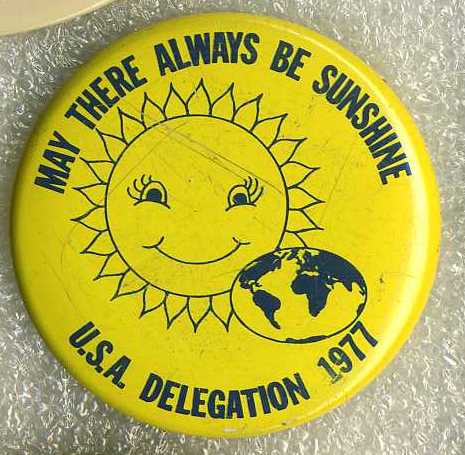 MAY THERE ALWAYS BE SUNSHINE
U.S.A. DELEGATION 1977